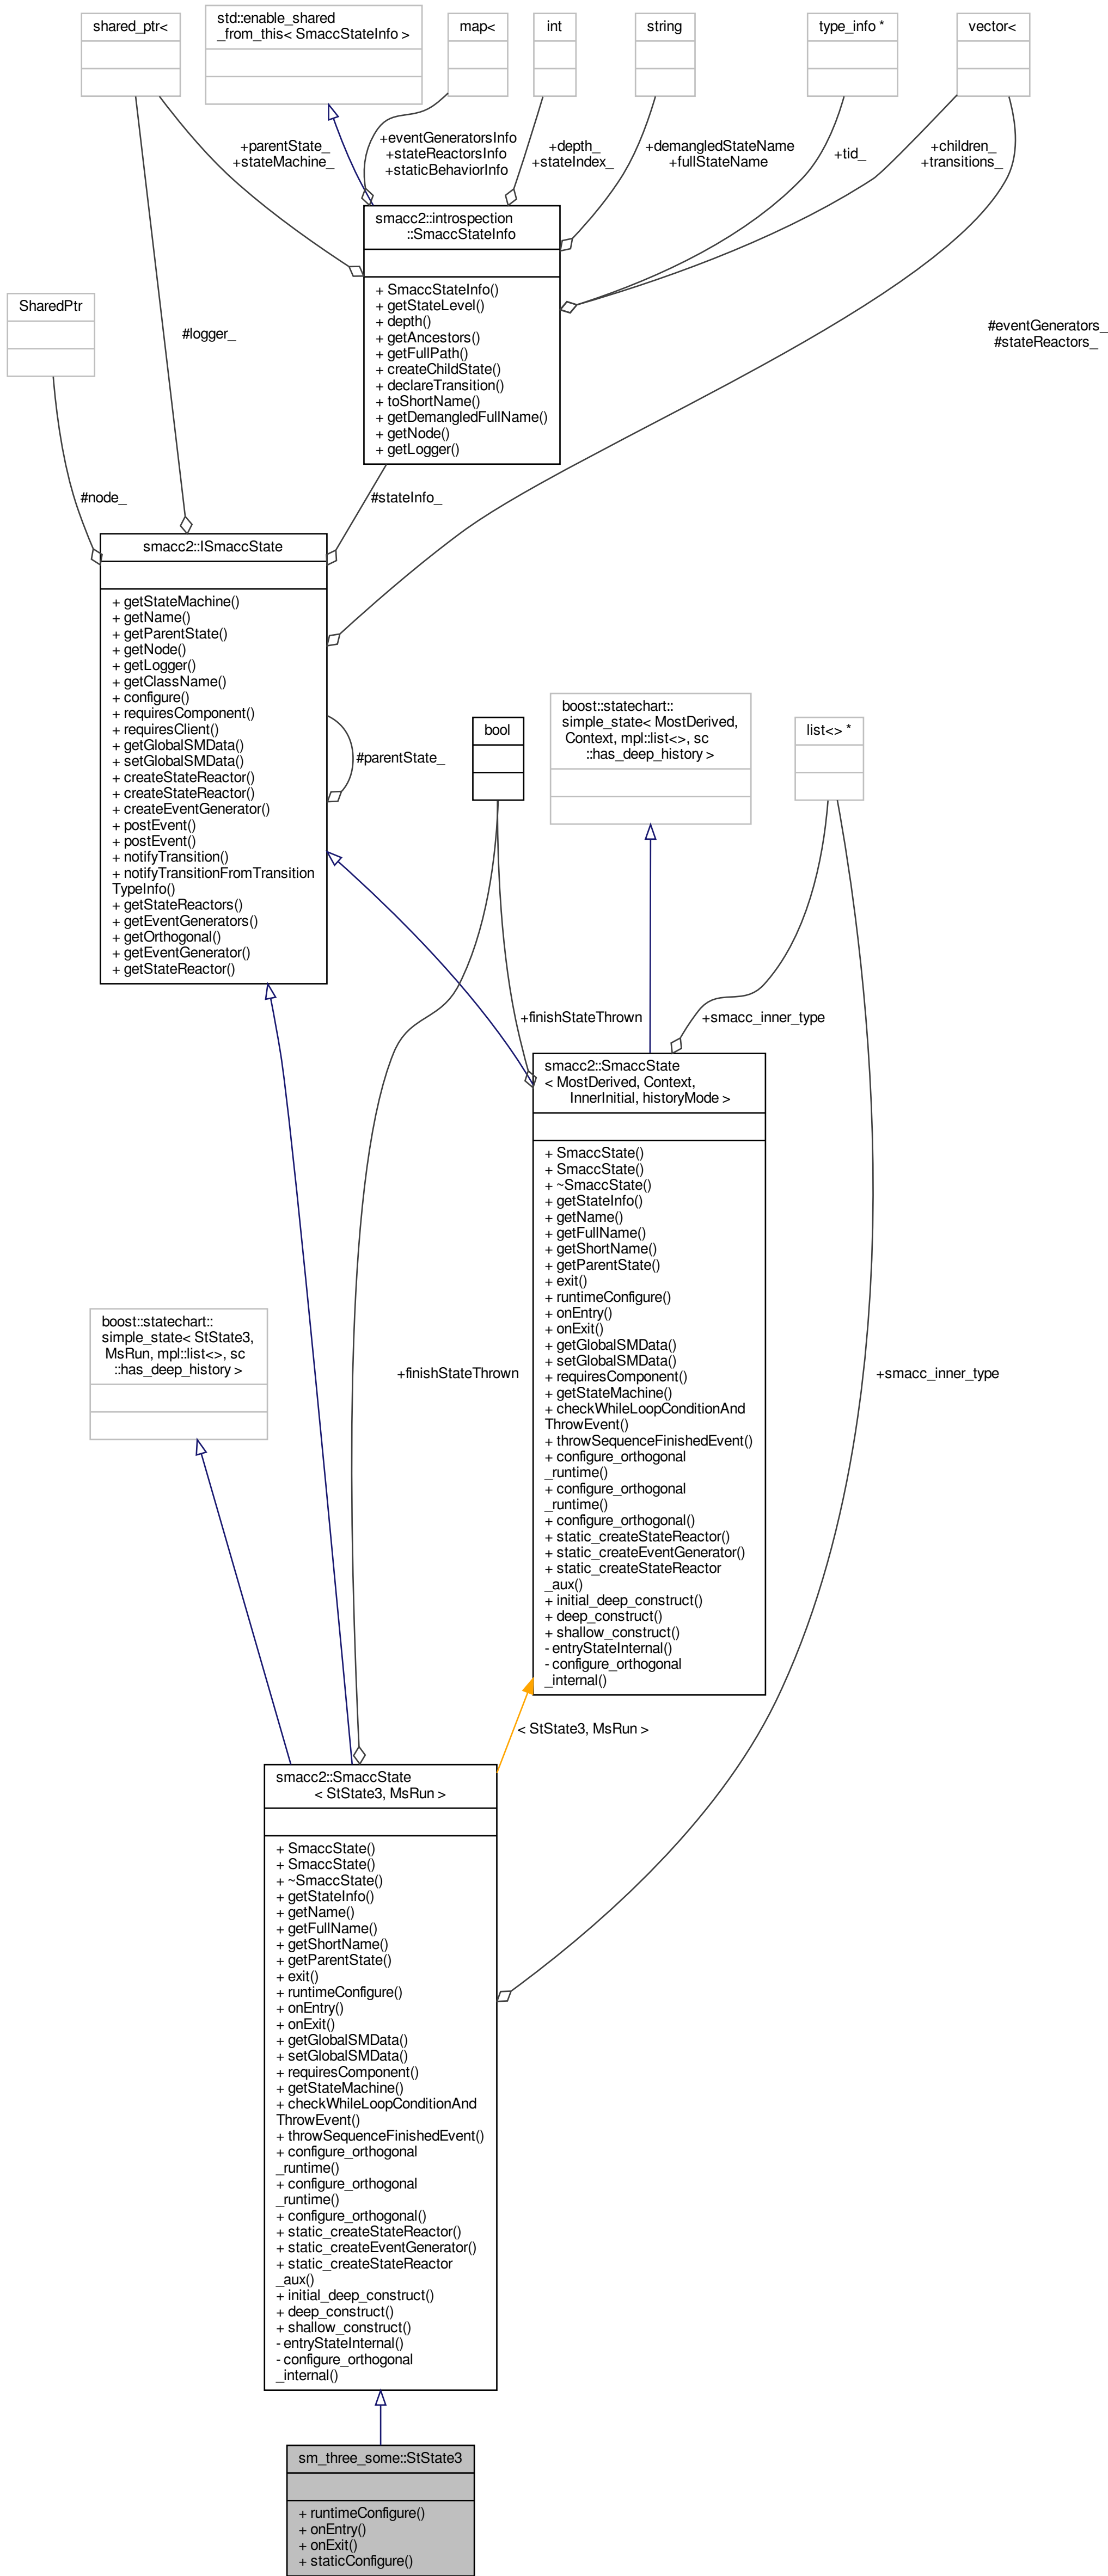 shared_ptr<
std::enable_shared
_from_this< SmaccStateInfo >
map<
int
string
type_info *
vector<
+parentState_
+stateMachine_
+eventGeneratorsInfo
+stateReactorsInfo
+staticBehaviorInfo
+depth_
+stateIndex_
+demangledStateName
+fullStateName
+tid_
+children_
+transitions_
smacc2::introspection
::SmaccStateInfo
+ SmaccStateInfo()
+ getStateLevel()
+ depth()
+ getAncestors()
+ getFullPath()
+ createChildState()
+ declareTransition()
+ toShortName()
+ getDemangledFullName()
+ getNode()
+ getLogger()
SharedPtr
#logger_
#eventGenerators_
#stateReactors_
#node_
#stateInfo_
smacc2::ISmaccState
+ getStateMachine()
+ getName()
+ getParentState()
+ getNode()
+ getLogger()
+ getClassName()
+ configure()
+ requiresComponent()
+ requiresClient()
+ getGlobalSMData()
+ setGlobalSMData()
+ createStateReactor()
+ createStateReactor()
+ createEventGenerator()
+ postEvent()
+ postEvent()
+ notifyTransition()
+ notifyTransitionFromTransition
TypeInfo()
+ getStateReactors()
+ getEventGenerators()
+ getOrthogonal()
+ getEventGenerator()
+ getStateReactor()
#parentState_
bool
boost::statechart::
simple_state< MostDerived,
Context, mpl::list<>, sc
::has_deep_history >
list<> *
+finishStateThrown
+smacc_inner_type
smacc2::SmaccState
< MostDerived, Context,
InnerInitial, historyMode >
+ SmaccState()
+ SmaccState()
+ ~SmaccState()
+ getStateInfo()
+ getName()
+ getFullName()
+ getShortName()
+ getParentState()
+ exit()
+ runtimeConfigure()
+ onEntry()
+ onExit()
+ getGlobalSMData()
+ setGlobalSMData()
+ requiresComponent()
+ getStateMachine()
+ checkWhileLoopConditionAnd
ThrowEvent()
+ throwSequenceFinishedEvent()
+ configure_orthogonal
_runtime()
+ configure_orthogonal
_runtime()
+ configure_orthogonal()
+ static_createStateReactor()
+ static_createEventGenerator()
+ static_createStateReactor
_aux()
+ initial_deep_construct()
+ deep_construct()
+ shallow_construct()
- entryStateInternal()
- configure_orthogonal
_internal()
boost::statechart::
simple_state< StState3,
MsRun, mpl::list<>, sc
::has_deep_history >
+finishStateThrown
+smacc_inner_type
< StState3, MsRun >
smacc2::SmaccState
< StState3, MsRun >
+ SmaccState()
+ SmaccState()
+ ~SmaccState()
+ getStateInfo()
+ getName()
+ getFullName()
+ getShortName()
+ getParentState()
+ exit()
+ runtimeConfigure()
+ onEntry()
+ onExit()
+ getGlobalSMData()
+ setGlobalSMData()
+ requiresComponent()
+ getStateMachine()
+ checkWhileLoopConditionAnd
ThrowEvent()
+ throwSequenceFinishedEvent()
+ configure_orthogonal
_runtime()
+ configure_orthogonal
_runtime()
+ configure_orthogonal()
+ static_createStateReactor()
+ static_createEventGenerator()
+ static_createStateReactor
_aux()
+ initial_deep_construct()
+ deep_construct()
+ shallow_construct()
- entryStateInternal()
- configure_orthogonal
_internal()
sm_three_some::StState3
+ runtimeConfigure()
+ onEntry()
+ onExit()
+ staticConfigure()